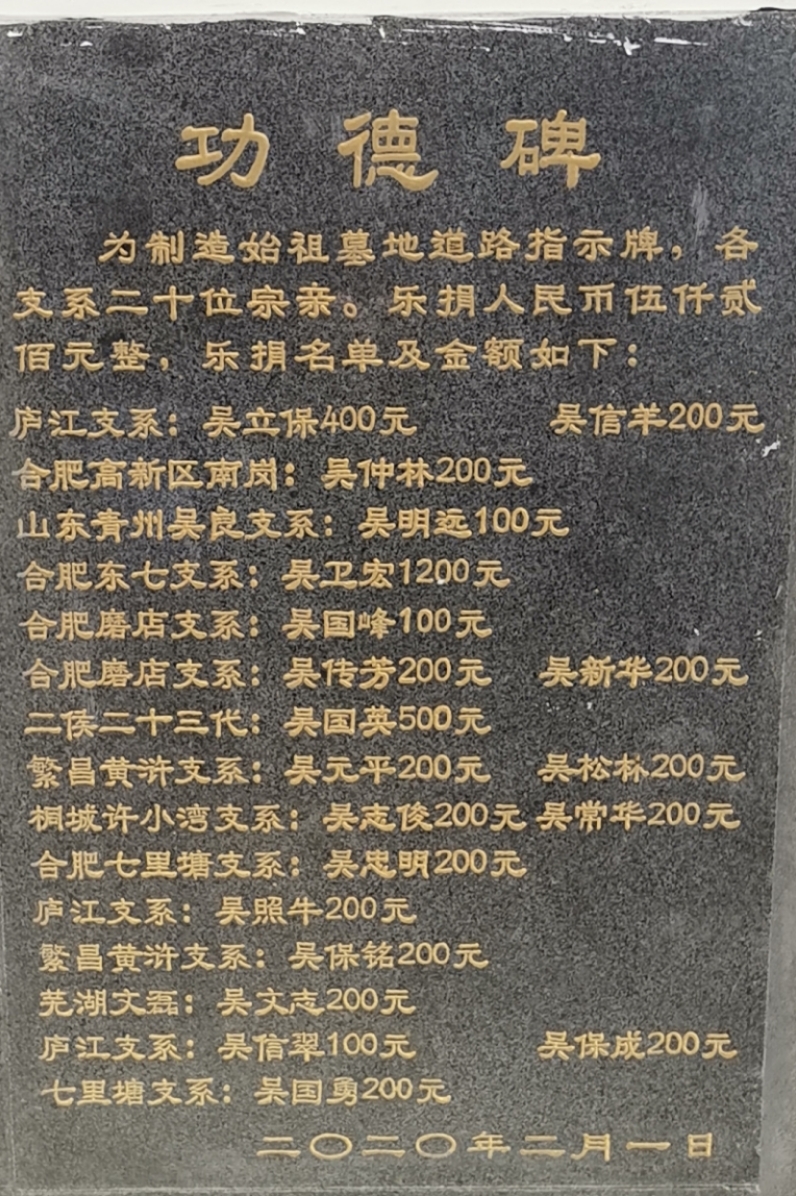 功德碑
为制造始祖墓地道路指示牌，各
支系二十位宗亲。乐捐人民币伍仟贰
佰元整，乐捐名单及金额如下：
庐江支系：吴立保400元 吴信羊200元
合肥高新区南岗：吴仲林200元
山东青州吴良支系：吴明远100元
合肥东七支系：吴卫宏1200元
合肥磨店支系：吴国峰100元
合肥磨店支系：吴传芳200元 吴新华200元
二侯二十三代：吴国英500元
繁昌黄浒支系：吴元平200元 吴松林200元
桐城许小湾支系：吴志俊200元 吴常华200元
合肥七里塘支系：吴忠明200元
庐江支系：吴照牛200元
繁昌黄浒支系：吴保铭200元
芜湖文磊：吴文志200元
庐江支系：吴信翠100元 吴保成200元
七里塘支系：吴国勇200元
二〇二〇年二月一日